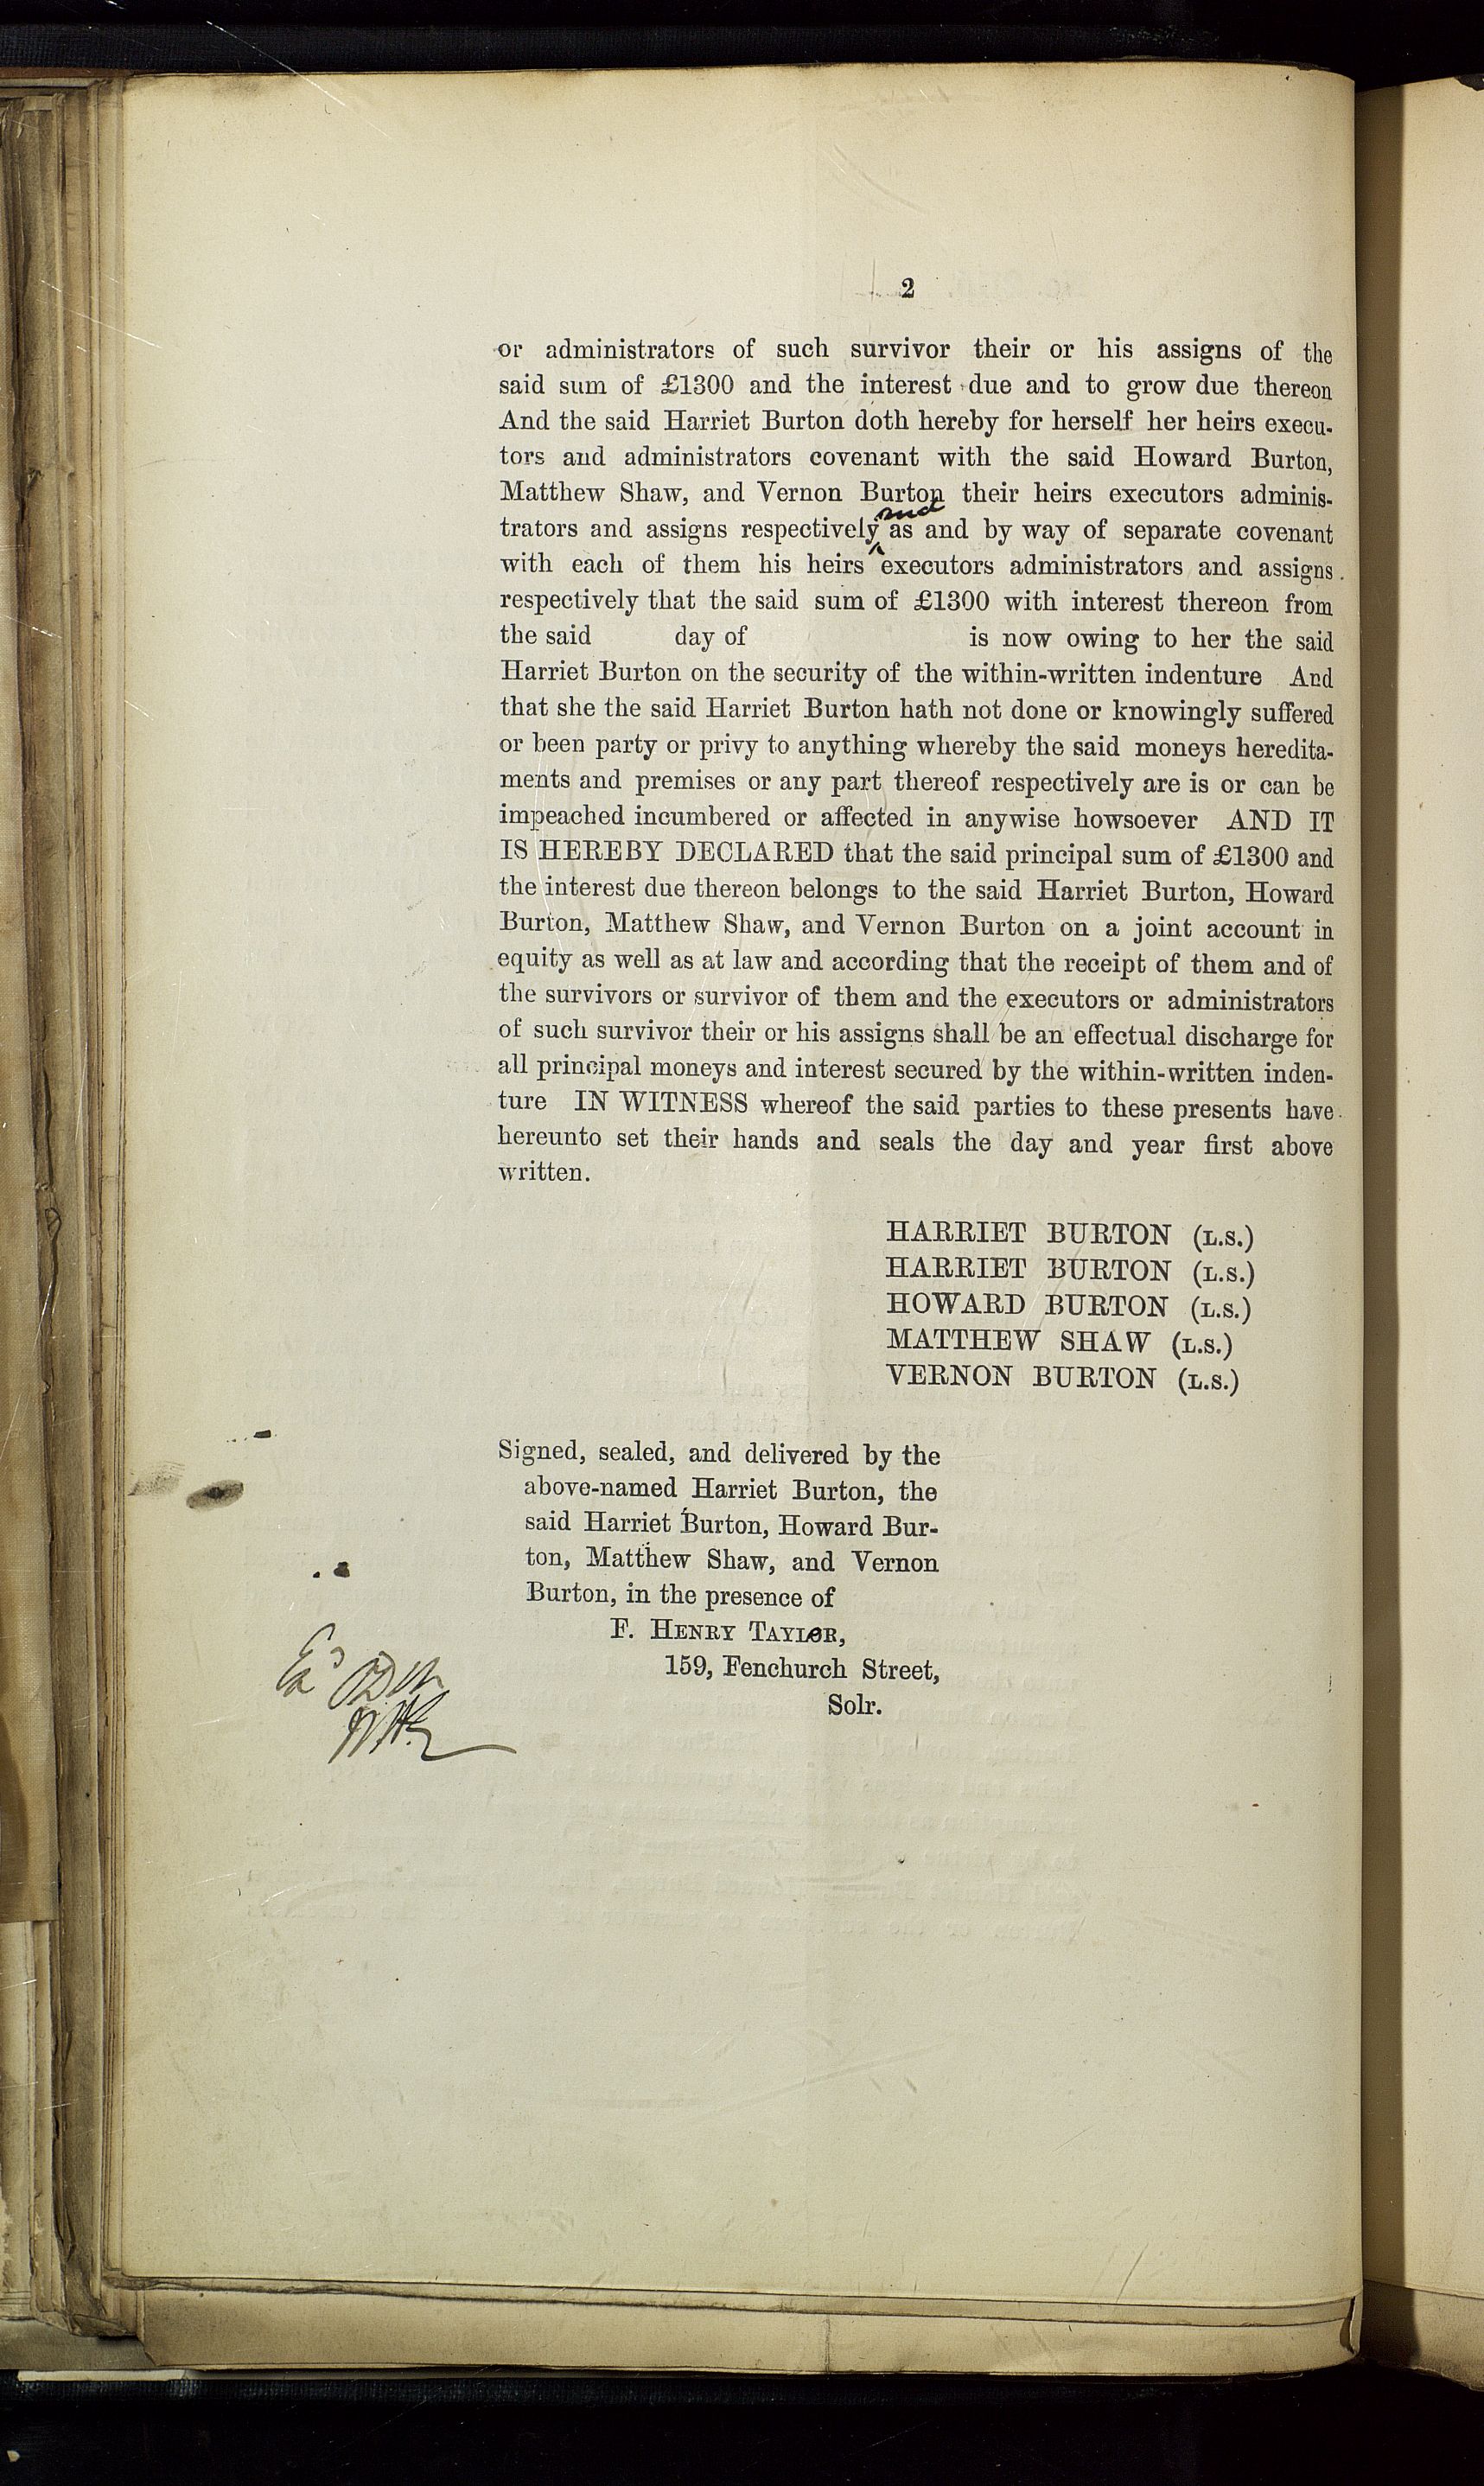 2
or administrators of such survivor their or his assigns of the
said sum of £1300 and the interest due and to grow due thereon
And the said Harriet Burton doth hereby for herself her heirs execu-
tors and administrators covenant with the said Howard Burton,
Matthew Shaw, and Vernon Burton their heirs executors adminis-
and
trators and assigns respectively ^ as and by way of separate covenant
with each of them his heirs executors administrators and assigns
respectively that the said sum of £1300 with interest thereon from
the said day of is now owing to her the said
Harriet Burton on the security of the within-written indenture And
that she the said Harriet Burton hath not done or knowingly suffered
or been party or privy to anything whereby the said moneys heredita-
ments and premises or any part thereof respectively are is or can be
impeached incumbered or affected in anywise howsoever AND IT
IS HEREBY DECLARED that the said principal sum of £1300 and
the interest due thereon belongs to the said Harriet Burton, Howard
Burton, Matthew Shaw, and Vernon Burton on a joint account in
equity as well as at law and according that the receipt of them and of
the survivors or survivor of them and the executors or administrators
of such survivor their or his assigns shall be an effectual discharge for
all principal moneys and interest secured by the within-written inden-
ture IN WITNESS whereof the said parties to these presents have
hereunto set their hands and seals the day and year first above
written.
HARRIET BURTON (L.S.)
HARRIET BURTON (L.S.)
HOWARD BURTON (L.S.)
MATTHEW SHAW (L.S.)
VERNON BURTON (L.S.)
Signed, sealed, and delivered by the
above-named Harriet Burton, the
said Harriet Burton, Howard Bur-
ton, Matthew Shaw, and Vernon
Burton, in the presence of
F. HENRY TAYLOR,
159, Fenchurch Street,
Solr.